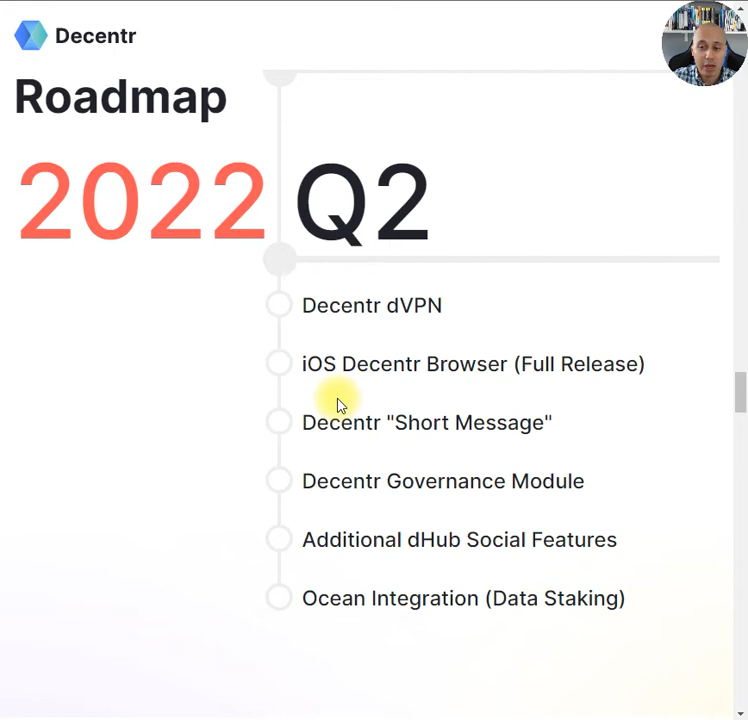 Decentr
Roadmap
2022 Q2
Decentr dVPN
iOS Decentr Browser (Full Release)
Decentr "Short Message"
Decentr Governance Module
Additional dHub Social Features
Ocean Integration (Data Staking)